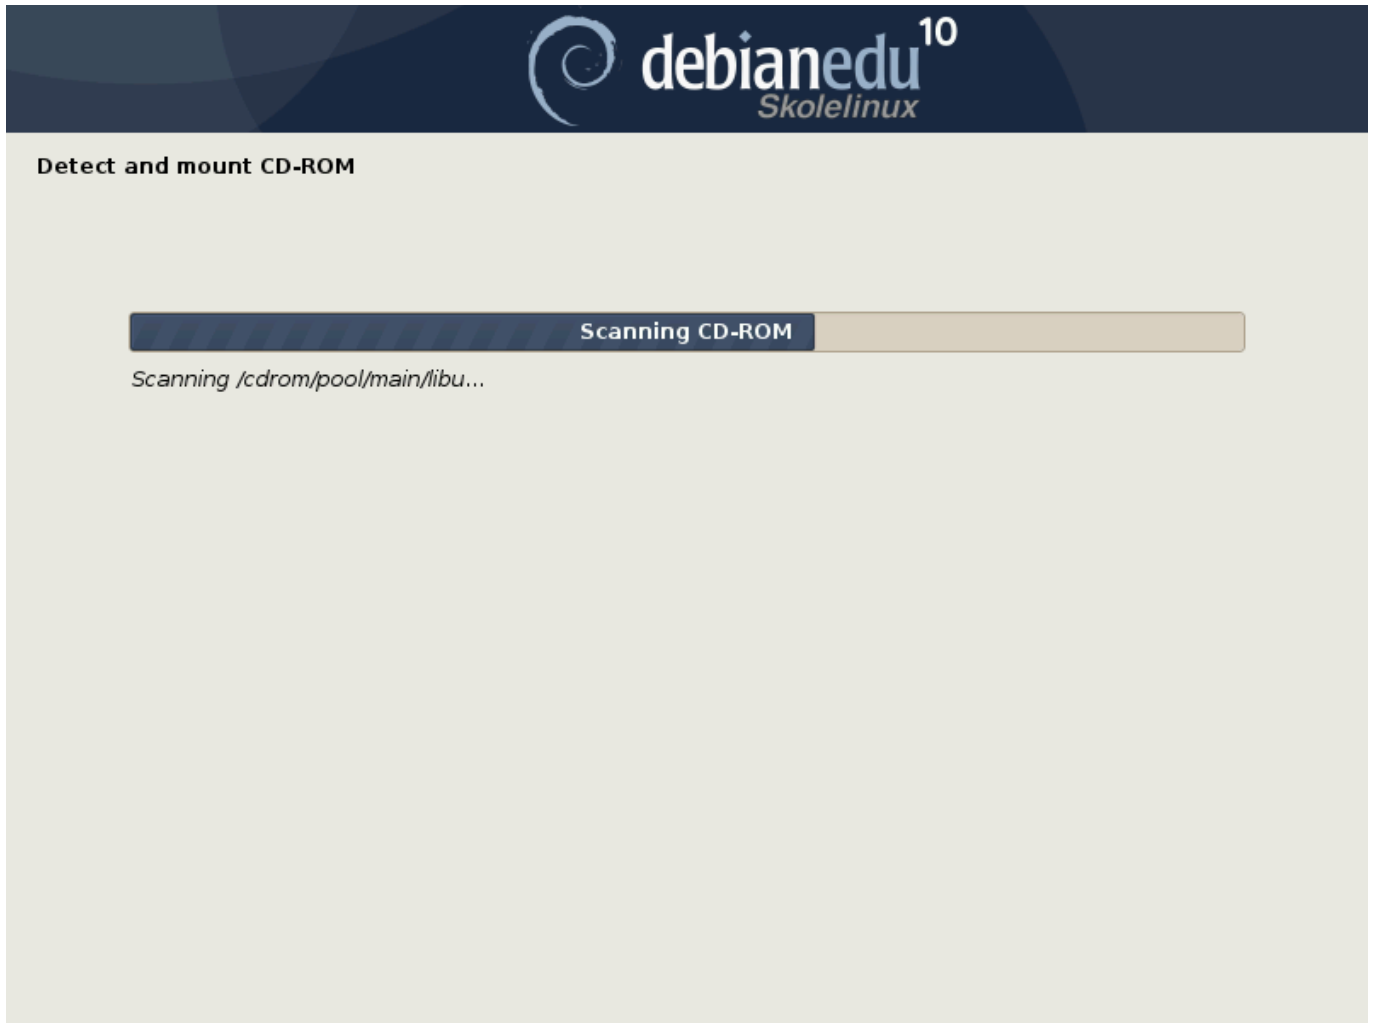 debianedu 10
Skolelinux
Detect and mount CD-ROM
Scanning CD-ROM
Scanning /cdrom/pool/main/libu...